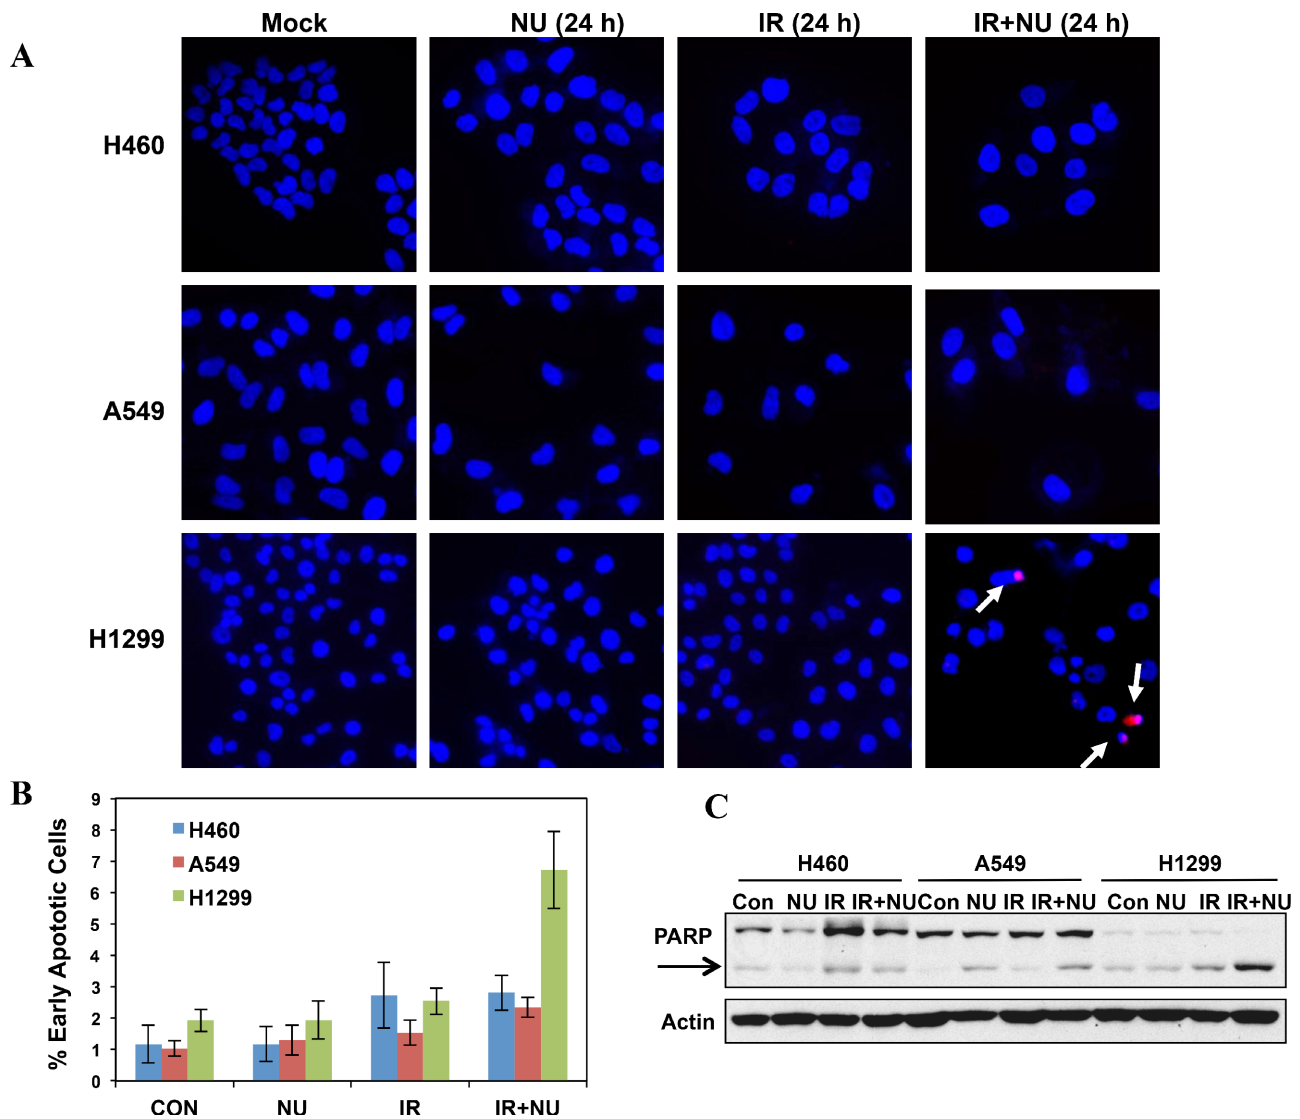 Mock NU (24 h) IR (24 h) IR+NU (24 h)
A
H460
A549
H1299
B
% Early Apototic Cells
9
8
7
6
5
4
3
2
1
0
H460
A549
H1299
CON NU IR IR+NU
C
H460 A549 H1299
Con NU IR IR+NU Con NU IR IR+NU Con NU IR IR+NU
PARP
Actin